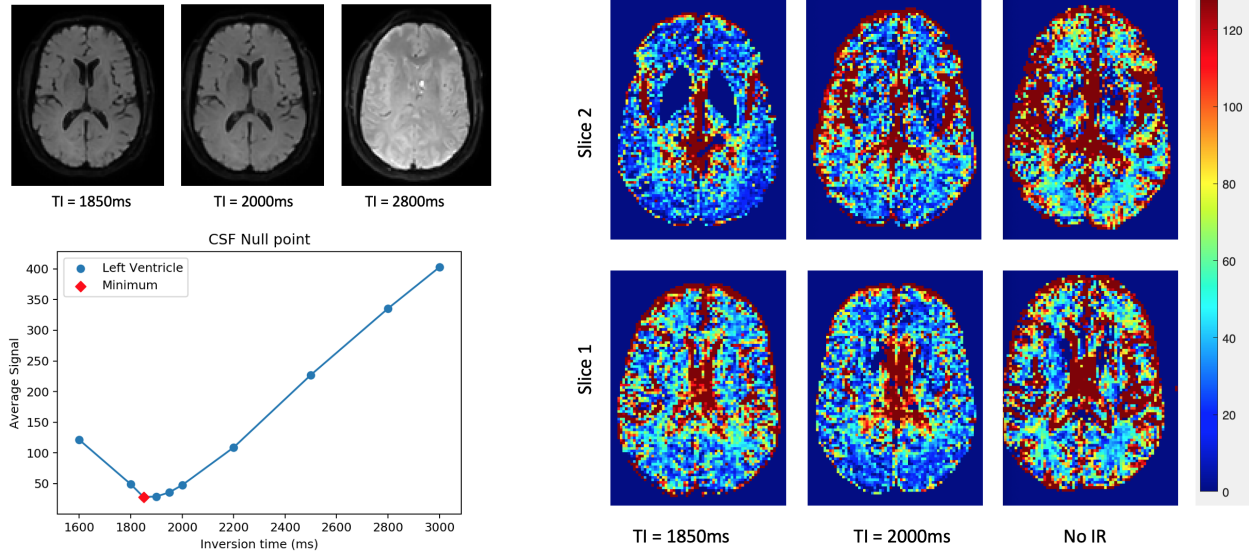 TI = 1850ms
TI = 2000ms
TI = 2800ms
CSF Null point
Left Ventricle
Minimum
400
350
300
250
200
150
100
50
Average Signal
1600
1800
2000
2200
2400
2600
2800
3000
Inversion time (ms)
Slice 2
Slice 1
TI = 1850ms
TI = 2000ms
No IR
120
100
80
60
40
20
0